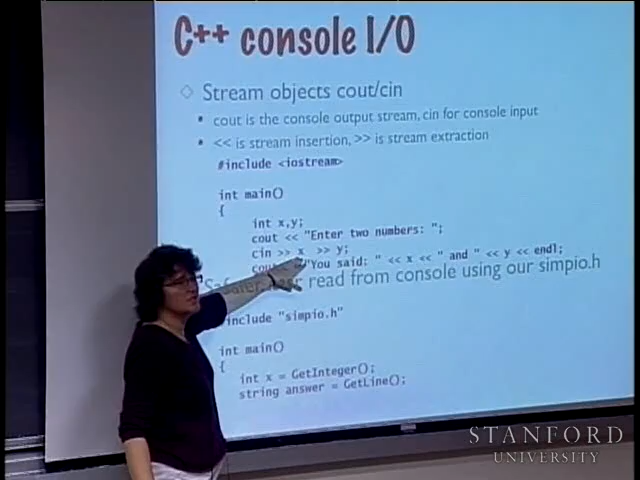 C++ console I/O
Stream objects cout/cin
cout is the console output stream, cin for console input
<< is stream insertion, >> is stream extraction
#include <iostream>
int main()
{
int x,y;
cout << "Enter two numbers: ";
cin >> x >> y;
"You said: " << x << " and " << y << endl;
read from console using our simpio.h
include "simpio.h"
int main()
{
int x = GetInteger();
string answer = GetLine();
STANFORD
UNIVERSITY